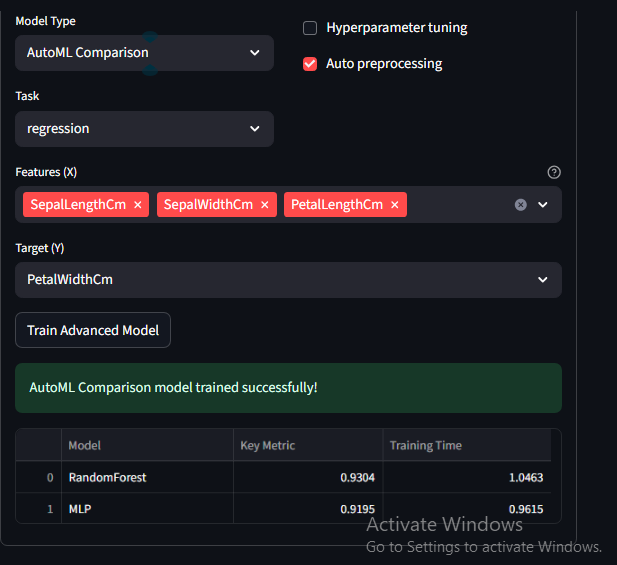 Model Type
Hyperparameter tuning
AutoML Comparison
Auto preprocessing
Task
regression
Features (X)
SepalLengthCm × SepalWidthCm × PetalLengthCm ×
Target (Y)
PetalWidthCm
Train Advanced Model
AutoML Comparison model trained successfully!
Model Key Metric Training Time
0 RandomForest 0.9304 1.0463
1 MLP 0.9195 0.9615
Activate Windows
Go to Settings to activate Windows.